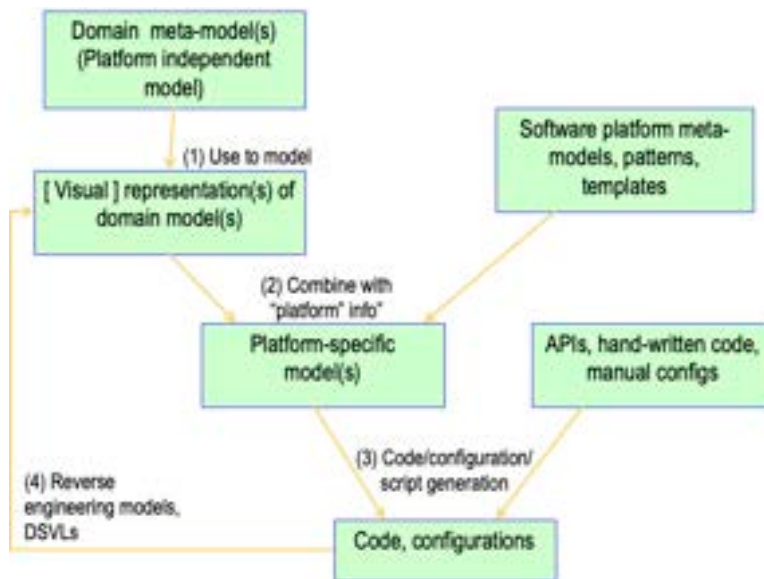 Domain meta-model(s)
(Platform independent
model)
(1) Use to model
Software platform meta-
models, patterns,
templates
[ Visual ] representation(s) of
domain model(s)
(2) Combine with
"platform" info"
Platform-specific
model(s)
APIs, hand-written code,
manual configs
(3) Code/configuration/
script generation
(4) Reverse
engineering models,
DSVLs
Code, configurations